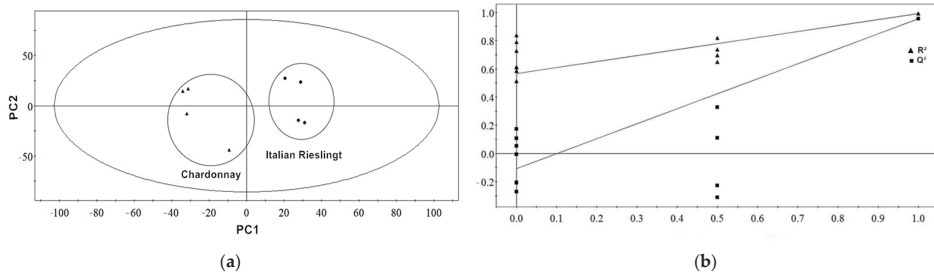 (a)
PC2
50
0
-50
Chardonnay
Italian Rieslingt
-100 -80 -60 -40 -20 0 20 40 60 80 100
PC1
(b)
1.0
0.8
0.6
0.4
0.2
0.0
-0.2
R²
Q²
0.0 0.1 0.2 0.3 0.4 0.5 0.6 0.7 0.8 0.9 1.0